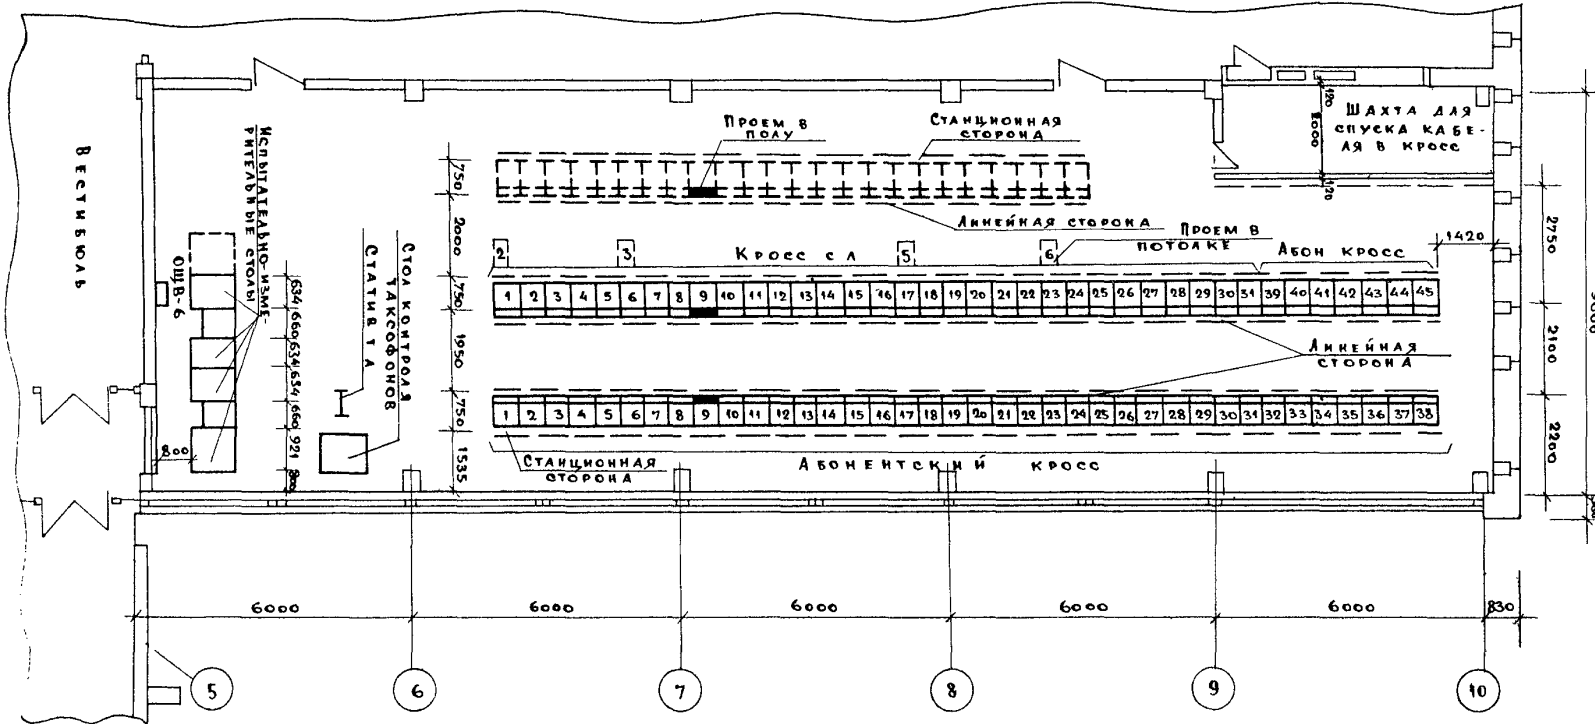 ВЕСТИБЮЛЬ
ИСПЫТАТЕЛЬНО-ИЗМЕ-
РИТЕЛЬНЫЕ СТОЛЫ
ОЩВ-6
СТАТИВ ТА
СТОЛ КОНТРОЛЯ
ТАКСОФОНОВ
ПРОЕМ В
ПОЛУ
СТАНЦИОННАЯ
СТОРОНА
ШАХТА ДЛЯ
СПУСКА КАБЕ-
ЛЯ В КРОСС
120
2000
120
750
2000
750
1950
750
1535
ЛИНЕЙНАЯ СТОРОНА
ПРОЕМ В
ПОТОЛКЕ
2 3 КРОСС СЛ 5 6 АБОН КРОСС
1420
2750
2100
2200
1 2 3 4 5 6 7 8 9 10 11 12 13 14 15 16 17 18 19 20 21 22 23 24 25 26 27 28 29 30 31 39 40 41 42 43 44 45
ЛИНЕЙНАЯ
СТОРОНА
1 2 3 4 5 6 7 8 9 10 11 12 13 14 15 16 17 18 19 20 21 22 23 24 25 26 27 28 29 30 31 32 33 34 35 36 37 38
СТАНЦИОННАЯ
СТОРОНА
АБОНЕНТСКИЙ КРОСС
634
660
634
634
660
921
800
800
6000 6000 6000 6000 6000 830
5 6 7 8 9 10